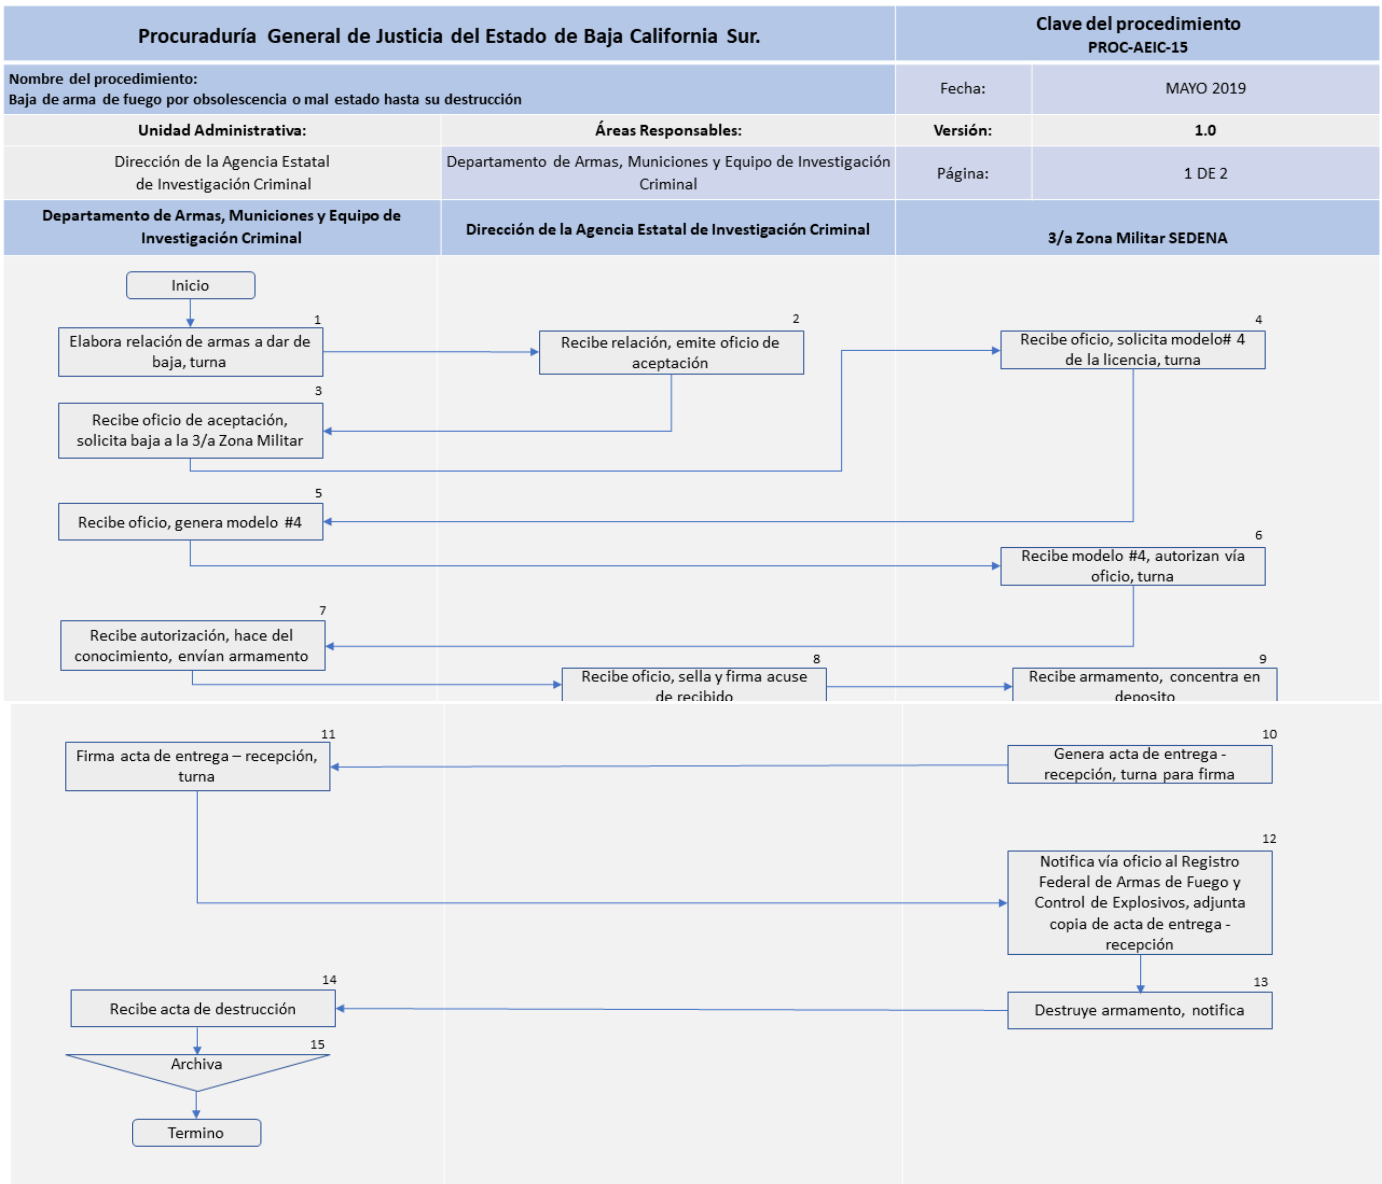 Procuraduría General de Justicia del Estado de Baja California Sur.
Clave del procedimiento
PROC-AEIC-15
Nombre del procedimiento:
Baja de arma de fuego por obsolescencia o mal estado hasta su destrucción
Fecha:
MAYO 2019
Unidad Administrativa:
Áreas Responsables:
Versión:
1.0
Dirección de la Agencia Estatal
de Investigación Criminal
Departamento de Armas, Municiones y Equipo de Investigación
Criminal
Página:
1 DE 2
Departamento de Armas, Municiones y Equipo de
Investigación Criminal
Dirección de la Agencia Estatal de Investigación Criminal
3/a Zona Militar SEDENA
Inicio
1
Elabora relación de armas a dar de
baja, turna
2
Recibe relación, emite oficio de
aceptación
4
Recibe oficio, solicita modelo# 4
de la licencia, turna
3
Recibe oficio de aceptación,
solicita baja a la 3/a Zona Militar
5
Recibe oficio, genera modelo #4
6
Recibe modelo #4, autorizan vía
oficio, turna
7
Recibe autorización, hace del
conocimiento, envían armamento
8
Recibe oficio, sella y firma acuse
de recibido
9
Recibe armamento, concentra en
deposito
11
Firma acta de entrega – recepción,
turna
10
Genera acta de entrega -
recepción, turna para firma
12
Notifica vía oficio al Registro
Federal de Armas de Fuego y
Control de Explosivos, adjunta
copia de acta de entrega -
recepción
14
Recibe acta de destrucción
13
Destruye armamento, notifica
15
Archiva
Termino